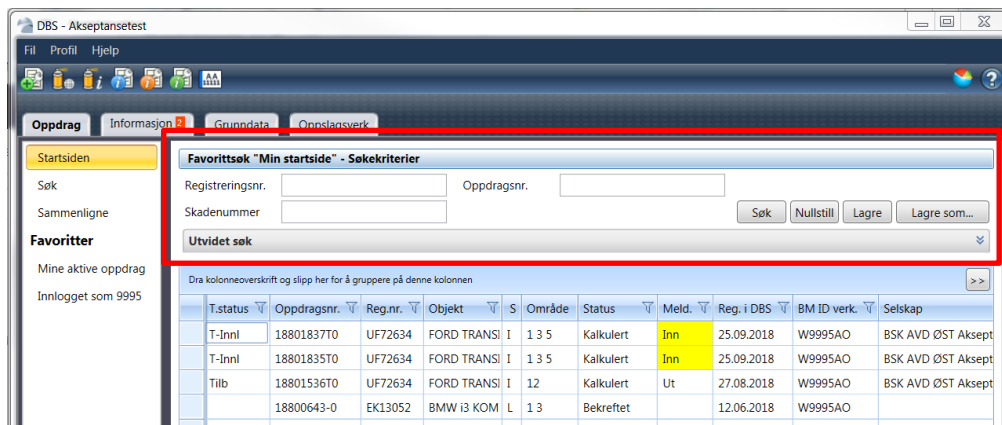 DBS - Akseptansetest
Fil Profil Hjelp
AA
Oppdrag Informasjon 2 Grunndata Oppslagsverk
Startsiden
Søk
Sammenligne
Favoritter
Mine aktive oppdrag
Innlogget som 9995
Favorittsøk "Min startside" - Søkekriterier
Registreringsnr. Oppdragsnr.
Skadenummer Søk Nullstill Lagre Lagre som...
Utvidet søk
Dra kolonneoverskrift og slipp her for å gruppere på denne kolonnen >>
T.status Oppdragsnr. Reg.nr. Objekt S Område Status Meld. Reg. i DBS BM ID verk. Selskap
T-Innl 18801837T0 UF72634 FORD TRANSI I 1 3 5 Kalkulert Inn 25.09.2018 W9995AO BSK AVD ØST Aksept
T-Innl 18801835T0 UF72634 FORD TRANSI I 1 3 5 Kalkulert Inn 25.09.2018 W9995AO BSK AVD ØST Aksept
Tilb 18801536T0 UF72634 FORD TRANSI I 12 Kalkulert Ut 27.08.2018 W9995AO BSK AVD ØST Aksept
18800643-0 EK13052 BMW i3 KOM L 1 3 Bekreftet 12.06.2018 W9995AO